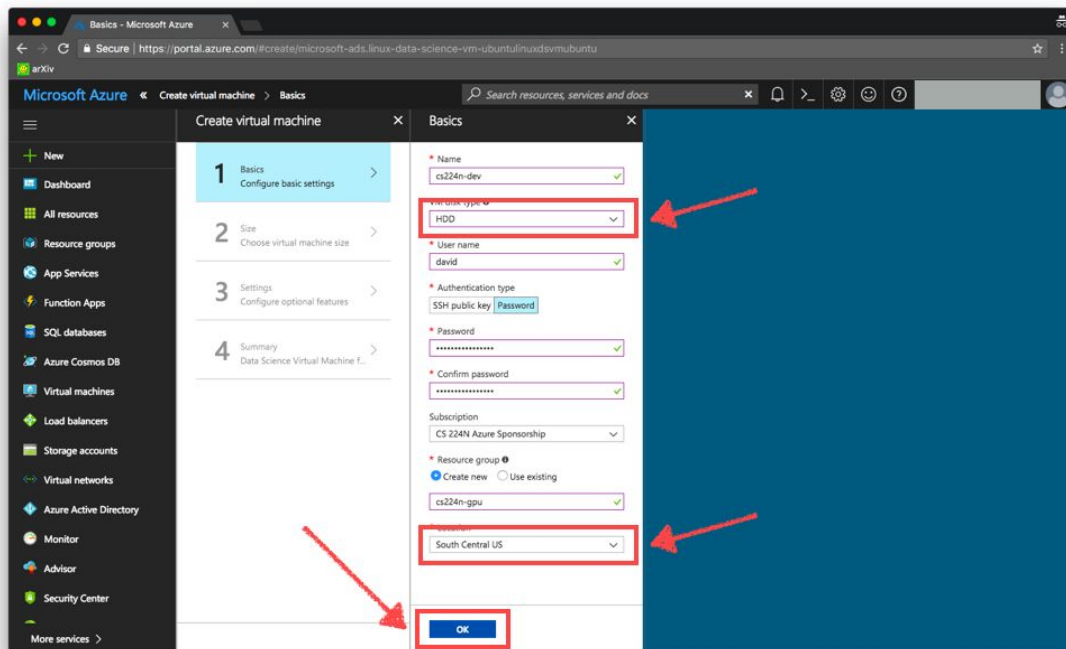 Basics - Microsoft Azure
Secure | https://portal.azure.com/#create/microsoft-ads.linux-data-science-vm-ubuntulinuxdsvmubuntu
arXiv
Microsoft Azure « Create virtual machine > Basics
Search resources, services and docs
Create virtual machine
Basics
New
Dashboard
All resources
Resource groups
App Services
Function Apps
SQL databases
Azure Cosmos DB
Virtual machines
Load balancers
Storage accounts
Virtual networks
Azure Active Directory
Monitor
Advisor
Security Center
More services >
1 Basics
Configure basic settings
2 Size
Choose virtual machine size
3 Settings
Configure optional features
4 Summary
Data Science Virtual Machine f...
* Name
cs224n-dev
VM disk type
HDD
* User name
david
* Authentication type
SSH public key Password
* Password
* Confirm password
Subscription
CS 224N Azure Sponsorship
* Resource group
Create new Use existing
cs224n-gpu
* Location
South Central US
OK